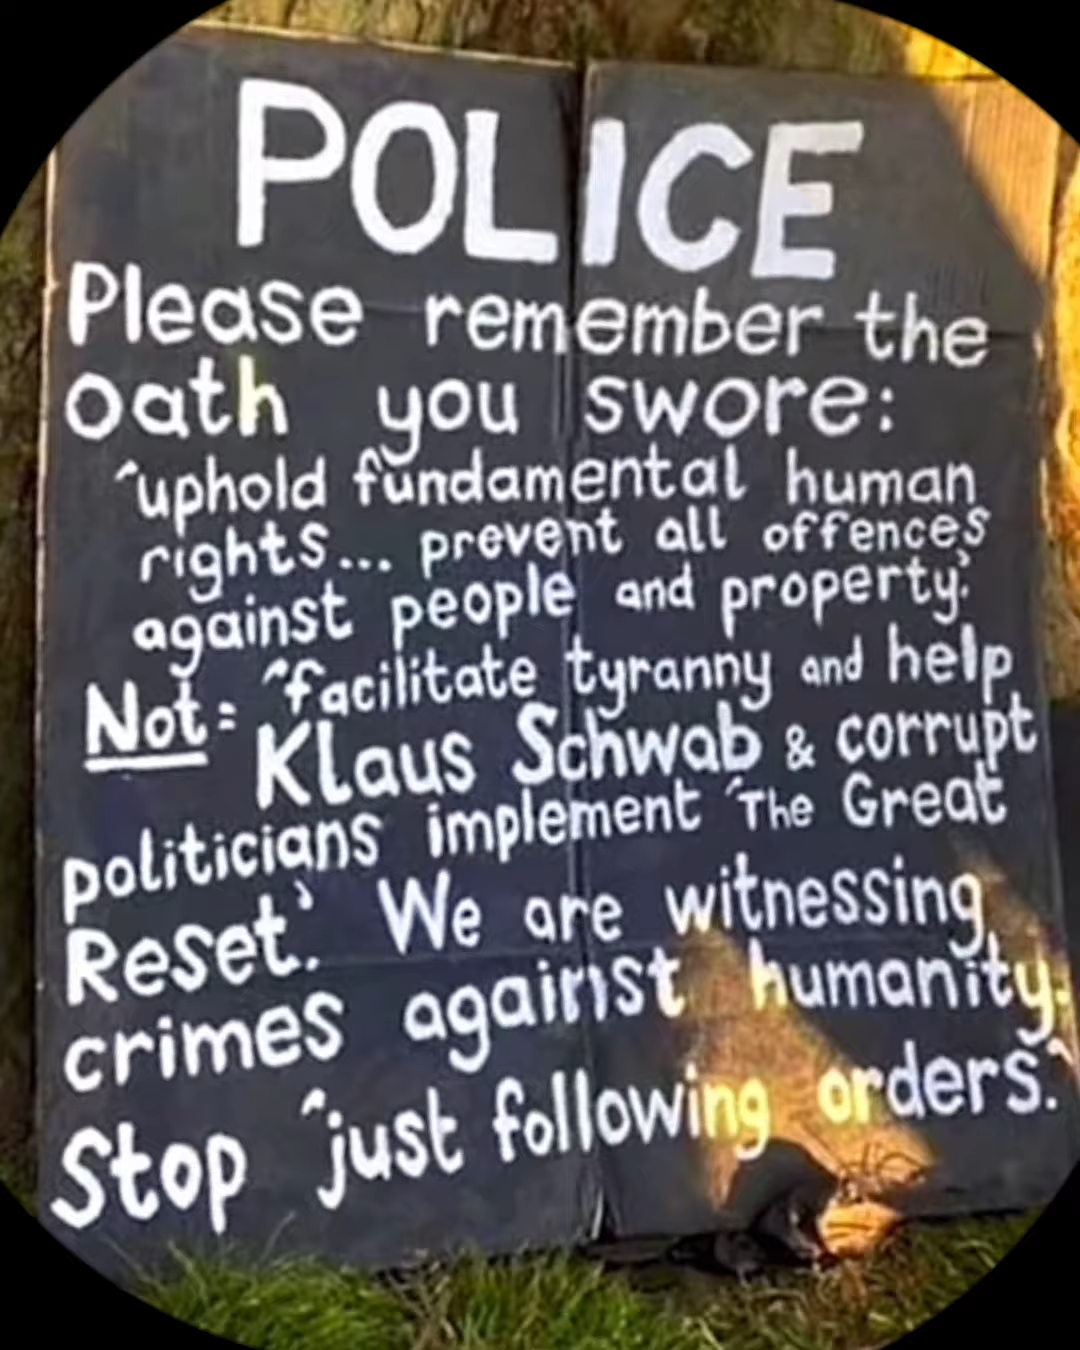 POLICE
Please remember the
oath you swore:
"uphold fundamental human
rights... prevent all offences
against people and property."
Not: "facilitate tyranny and help
Klaus Schwab & corrupt
politicians implement 'The Great
Reset'. We are witnessing
crimes against humanity.
Stop "just following orders."